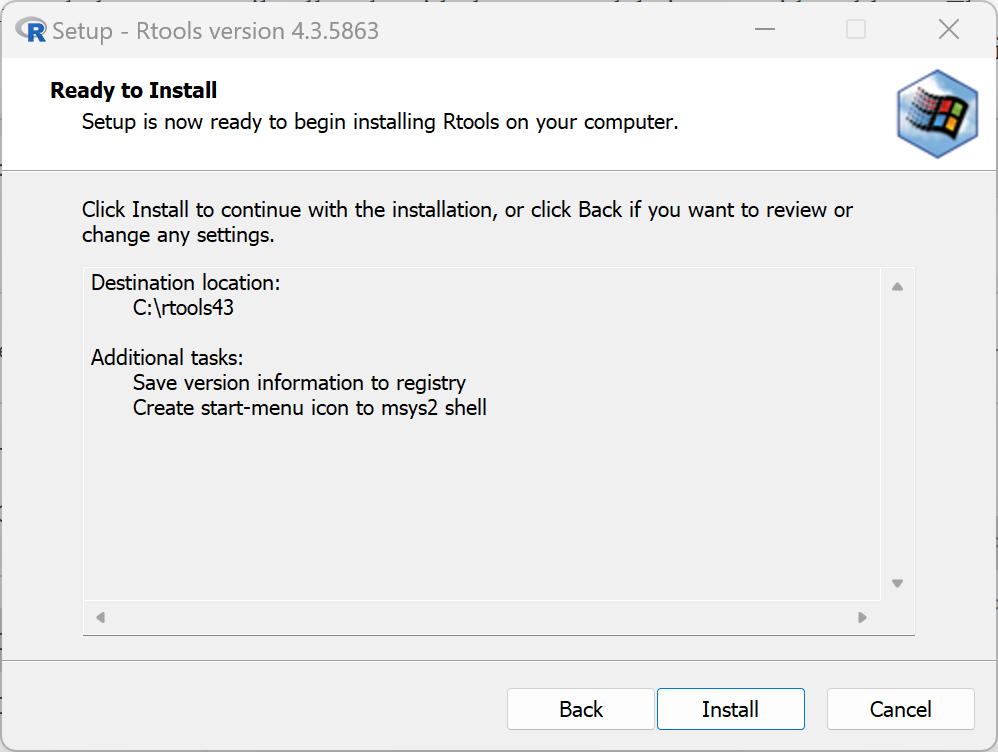 Setup - Rtools version 4.3.5863
Ready to Install
Setup is now ready to begin installing Rtools on your computer.
Click Install to continue with the installation, or click Back if you want to review or
change any settings.
Destination location:
C:\rtools43
Additional tasks:
Save version information to registry
Create start-menu icon to msys2 shell
Back
Install
Cancel